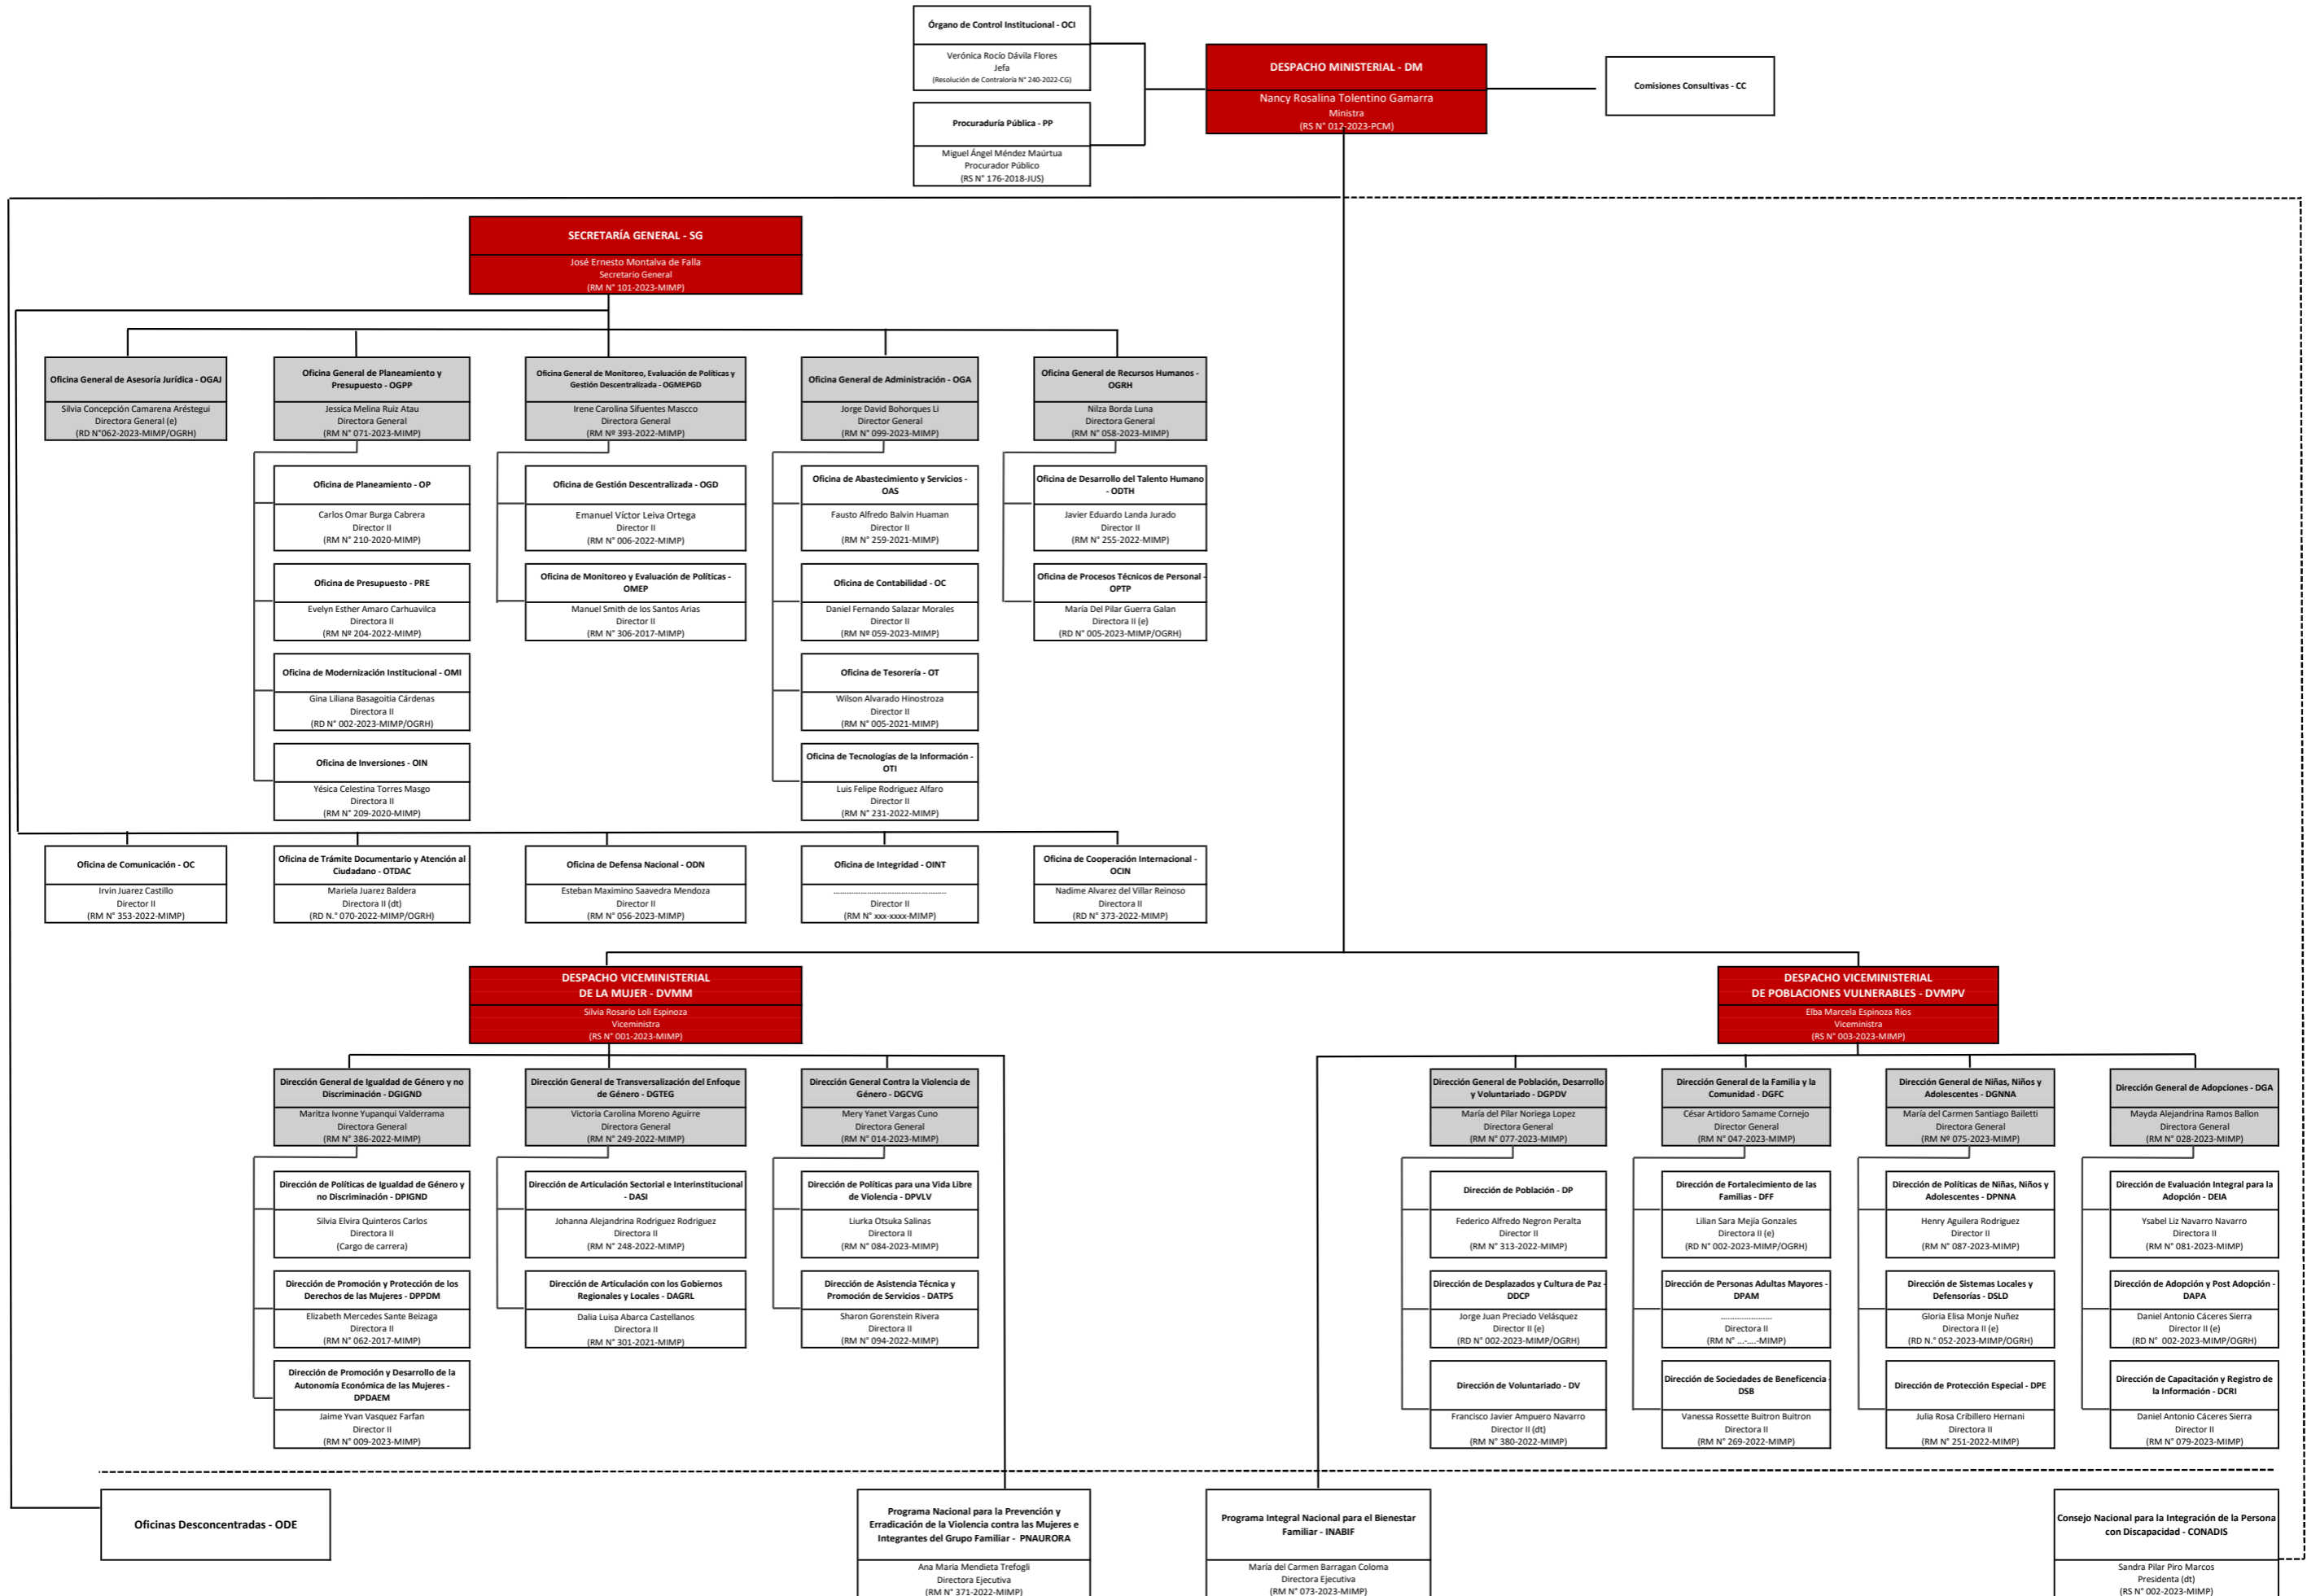 Órgano de Control Institucional - OCI
Verónica Rocío Dávila Flores
Jefa
(Resolución de Contraloría N° 240-2022-CG)
DESPACHO MINISTERIAL - DM
Nancy Rosalina Tolentino Gamarra
Ministra
(RS N° 012-2023-PCM)
Comisiones Consultivas - CC
Procuraduría Pública - PP
Miguel Ángel Méndez Maúrtua
Procurador Público
(RS N° 176-2018-JUS)
SECRETARÍA GENERAL - SG
José Ernesto Montalva de Falla
Secretario General
(RM N° 101-2023-MIMP)
Oficina General de Asesoría Jurídica - OGAJ
Silvia Concepción Camarena Aréstegui
Directora General (e)
(RD N°062-2023-MIMP/OGRH)
Oficina General de Planeamiento y
Presupuesto - OGPP
Jessica Melina Ruiz Atau
Directora General
(RM N° 071-2023-MIMP)
Oficina General de Monitoreo, Evaluación de Políticas y
Gestión Descentralizada - OGMEPGD
Irene Carolina Sifuentes Mascco
Directora General
(RM Nº 393-2022-MIMP)
Oficina General de Administración - OGA
Jorge David Bohorques Li
Director General
(RM N° 099-2023-MIMP)
Oficina General de Recursos Humanos -
OGRH
Nilza Borda Luna
Directora General
(RM N° 058-2023-MIMP)
Oficina de Planeamiento - OP
Carlos Omar Burga Cabrera
Director II
(RM N° 210-2020-MIMP)
Oficina de Gestión Descentralizada - OGD
Emanuel Víctor Leiva Ortega
Director II
(RM N° 006-2022-MIMP)
Oficina de Abastecimiento y Servicios -
OAS
Fausto Alfredo Balvin Huaman
Director II
(RM N° 259-2021-MIMP)
Oficina de Desarrollo del Talento Humano
- ODTH
Javier Eduardo Landa Jurado
Director II
(RM N° 255-2022-MIMP)
Oficina de Presupuesto - PRE
Evelyn Esther Amaro Carhuavilca
Directora II
(RM Nº 204-2022-MIMP)
Oficina de Monitoreo y Evaluación de Políticas -
OMEP
Manuel Smith de los Santos Arias
Director II
(RM N° 306-2017-MIMP)
Oficina de Contabilidad - OC
Daniel Fernando Salazar Morales
Director II
(RM Nº 059-2023-MIMP)
Oficina de Procesos Técnicos de Personal -
OPTP
María Del Pilar Guerra Galan
Directora II (e)
(RD N° 005-2023-MIMP/OGRH)
Oficina de Modernización Institucional - OMI
Gina Liliana Basagoitia Cárdenas
Directora II
(RD N° 002-2023-MIMP/OGRH)
Oficina de Tesorería - OT
Wilson Alvarado Hinostroza
Director II
(RM N° 005-2021-MIMP)
Oficina de Inversiones - OIN
Yésica Celestina Torres Masgo
Directora II
(RM N° 209-2020-MIMP)
Oficina de Tecnologías de la Información -
OTI
Luis Felipe Rodriguez Alfaro
Director II
(RM N° 231-2022-MIMP)
Oficina de Comunicación - OC
Irvin Juarez Castillo
Director II
(RM N° 353-2022-MIMP)
Oficina de Trámite Documentario y Atención al
Ciudadano - OTDAC
Mariela Juarez Baldera
Directora II (dt)
(RD N.° 070-2022-MIMP/OGRH)
Oficina de Defensa Nacional - ODN
Esteban Maximino Saavedra Mendoza
Director II
(RM N° 056-2023-MIMP)
Oficina de Integridad - OINT
................................................
Director II
(RM N° xxx-xxxx-MIMP)
Oficina de Cooperación Internacional -
OCIN
Nadime Alvarez del Villar Reinoso
Directora II
(RD N° 373-2022-MIMP)
DESPACHO VICEMINISTERIAL
DE LA MUJER - DVMM
Silvia Rosario Loli Espinoza
Viceministra
(RS N° 001-2023-MIMP)
DESPACHO VICEMINISTERIAL
DE POBLACIONES VULNERABLES - DVMPV
Elba Marcela Espinoza Ríos
Viceministra
(RS N° 003-2023-MIMP)
Dirección General de Igualdad de Género y no
Discriminación - DGIGND
Maritza Ivonne Yupanqui Valderrama
Directora General
(RM N° 386-2022-MIMP)
Dirección General de Transversalización del Enfoque
de Género - DGTEG
Victoria Carolina Moreno Aguirre
Directora General
(RM N° 249-2022-MIMP)
Dirección General Contra la Violencia de
Género - DGCVG
Mery Yanet Vargas Cuno
Directora General
(RM N° 014-2023-MIMP)
Dirección General de Población, Desarrollo
y Voluntariado - DGPDV
María del Pilar Noriega Lopez
Directora General
(RM N° 077-2023-MIMP)
Dirección General de la Familia y la
Comunidad - DGFC
César Artidoro Samame Cornejo
Director General
(RM N° 047-2023-MIMP)
Dirección General de Niñas, Niños y
Adolescentes - DGNNA
María del Carmen Santiago Bailetti
Directora General
(RM Nº 075-2023-MIMP)
Dirección General de Adopciones - DGA
Mayda Alejandrina Ramos Ballon
Directora General
(RM N° 028-2023-MIMP)
Dirección de Políticas de Igualdad de Género y
no Discriminación - DPIGND
Silvia Elvira Quinteros Carlos
Directora II
(Cargo de carrera)
Dirección de Articulación Sectorial e Interinstitucional
- DASI
Johanna Alejandrina Rodriguez Rodriguez
Directora II
(RM N° 248-2022-MIMP)
Dirección de Políticas para una Vida Libre
de Violencia - DPVLV
Liurka Otsuka Salinas
Directora II
(RM N° 084-2023-MIMP)
Dirección de Población - DP
Federico Alfredo Negron Peralta
Director II
(RM N° 313-2022-MIMP)
Dirección de Fortalecimiento de las
Familias - DFF
Lilian Sara Mejía Gonzales
Directora II (e)
(RD N° 002-2023-MIMP/OGRH)
Dirección de Políticas de Niñas, Niños y
Adolescentes - DPNNA
Henry Aguilera Rodriguez
Director II
(RM N° 087-2023-MIMP)
Dirección de Evaluación Integral para la
Adopción - DEIA
Ysabel Liz Navarro Navarro
Directora II
(RM N° 081-2023-MIMP)
Dirección de Promoción y Protección de los
Derechos de las Mujeres - DPPDM
Elizabeth Mercedes Sante Beizaga
Directora II
(RM N° 062-2017-MIMP)
Dirección de Articulación con los Gobiernos
Regionales y Locales - DAGRL
Dalia Luisa Abarca Castellanos
Directora II
(RM N° 301-2021-MIMP)
Dirección de Asistencia Técnica y
Promoción de Servicios - DATPS
Sharon Gorenstein Rivera
Directora II
(RM N° 094-2022-MIMP)
Dirección de Desplazados y Cultura de Paz -
DDCP
Jorge Juan Preciado Velásquez
Director II (e)
(RD N° 002-2023-MIMP/OGRH)
Dirección de Personas Adultas Mayores -
DPAM
......................
Directora II
(RM N° ...-....-MIMP)
Dirección de Sistemas Locales y
Defensorías - DSLD
Gloria Elisa Monje Nuñez
Directora II (e)
(RD N.° 052-2023-MIMP/OGRH)
Dirección de Adopción y Post Adopción -
DAPA
Daniel Antonio Cáceres Sierra
Director II (e)
(RD N° 002-2023-MIMP/OGRH)
Dirección de Promoción y Desarrollo de la
Autonomía Económica de las Mujeres -
DPDAEM
Jaime Yvan Vasquez Farfan
Director II
(RM N° 009-2023-MIMP)
Dirección de Voluntariado - DV
Francisco Javier Ampuero Navarro
Director II (dt)
(RM N° 380-2022-MIMP)
Dirección de Sociedades de Beneficencia -
DSB
Vanessa Rossette Buitron Buitron
Directora II
(RM N° 269-2022-MIMP)
Dirección de Protección Especial - DPE
Julia Rosa Cribillero Hernani
Directora II
(RM N° 251-2022-MIMP)
Dirección de Capacitación y Registro de
la Información - DCRI
Daniel Antonio Cáceres Sierra
Director II
(RM N° 079-2023-MIMP)
Oficinas Desconcentradas - ODE
Programa Nacional para la Prevención y
Erradicación de la Violencia contra las Mujeres e
Integrantes del Grupo Familiar - PNAURORA
Ana Maria Mendieta Trefogli
Directora Ejecutiva
(RM N° 371-2022-MIMP)
Programa Integral Nacional para el Bienestar
Familiar - INABIF
María del Carmen Barragan Coloma
Directora Ejecutiva
(RM N° 073-2023-MIMP)
Consejo Nacional para la Integración de la Persona
con Discapacidad - CONADIS
Sandra Pilar Piro Marcos
Presidenta (dt)
(RS N° 002-2023-MIMP)